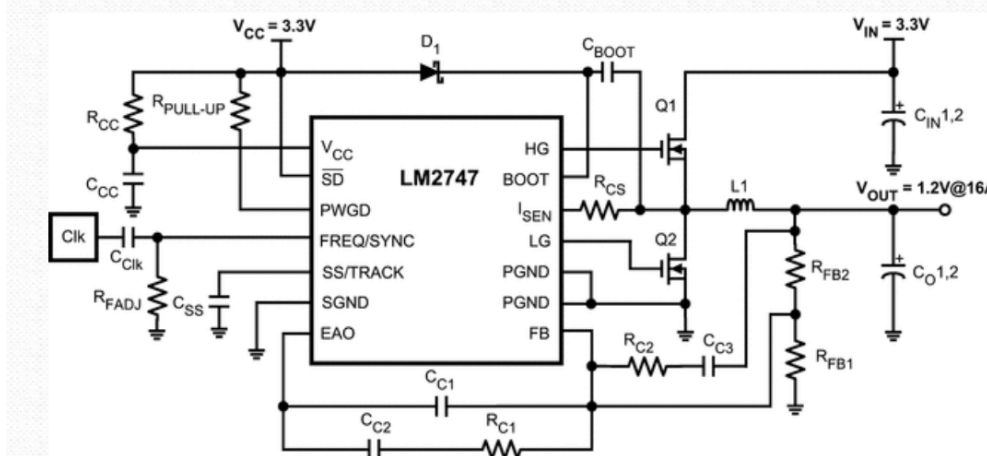 V_CC = 3.3V
D_1
C_BOOT
V_IN = 3.3V
R_CC
R_PULL-UP
Q1
C_IN1,2
V_CC
HG
LM2747
C_CC
SD
BOOT
R_CS
L1
V_OUT = 1.2V@16A
PWGD
I_SEN
Clk
FREQ/SYNC
LG
Q2
C_Clk
SS/TRACK
PGND
R_FB2
C_O1,2
R_FADJ
C_SS
SGND
PGND
EAO
FB
R_C2
C_C3
R_FB1
C_C1
C_C2
R_C1